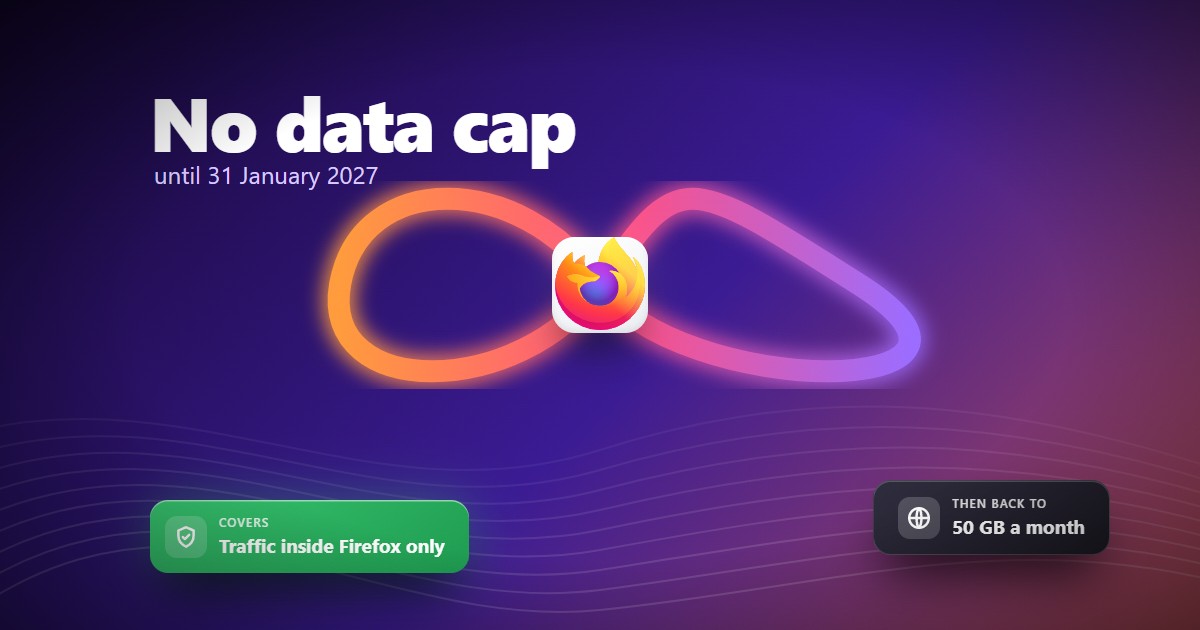 No data cap
until 31 January 2027
COVERS
Traffic inside Firefox only
THEN BACK TO
50 GB a month